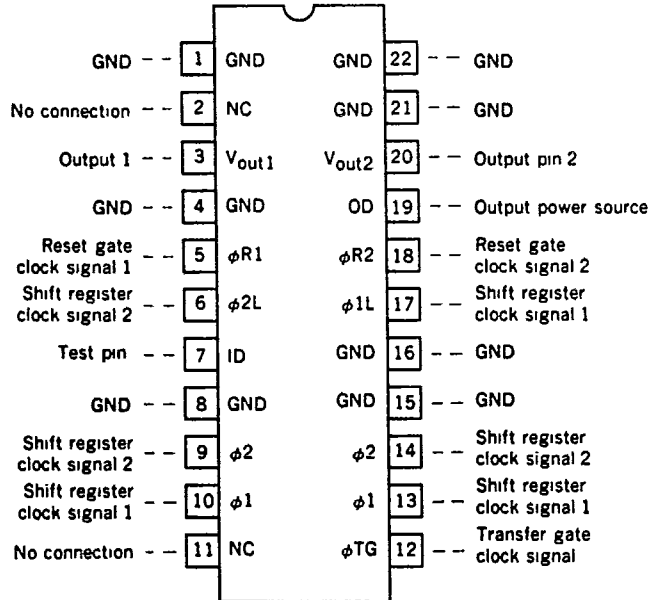 GND -- 1 GND GND 22 -- GND
No connection -- 2 NC GND 21 -- GND
Output 1 -- 3 Vout1 Vout2 20 -- Output pin 2
GND -- 4 GND OD 19 -- Output power source
Reset gate
clock signal 1 -- 5 φR1 φR2 18 -- Reset gate
clock signal 2
Shift register
clock signal 2 -- 6 φ2L φ1L 17 -- Shift register
clock signal 1
Test pin -- 7 ID GND 16 -- GND
GND -- 8 GND GND 15 -- GND
Shift register
clock signal 2 -- 9 φ2 φ2 14 -- Shift register
clock signal 2
Shift register
clock signal 1 -- 10 φ1 φ1 13 -- Shift register
clock signal 1
No connection -- 11 NC φTG 12 -- Transfer gate
clock signal